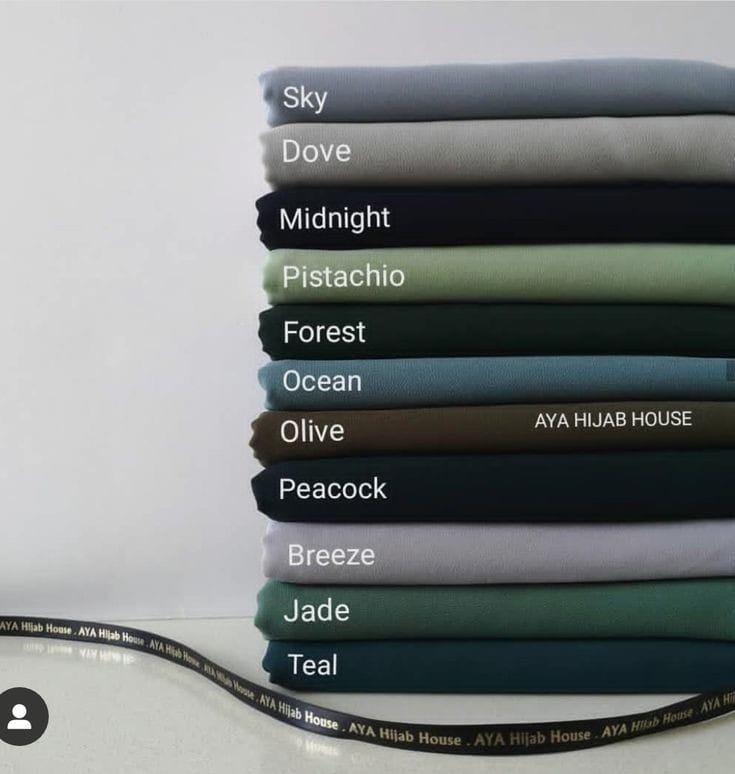 Sky
Dove
Midnight
Pistachio
Forest
Ocean
Olive
AYA HIJAB HOUSE
Peacock
Breeze
Jade
Teal
AYA Hijab House . AYA Hijab House . AYA Hijab House . AYA Hijab House . AYA Hijab House . AYA Hijab House . AYA Hijab House . AYA Hijab House . AYA